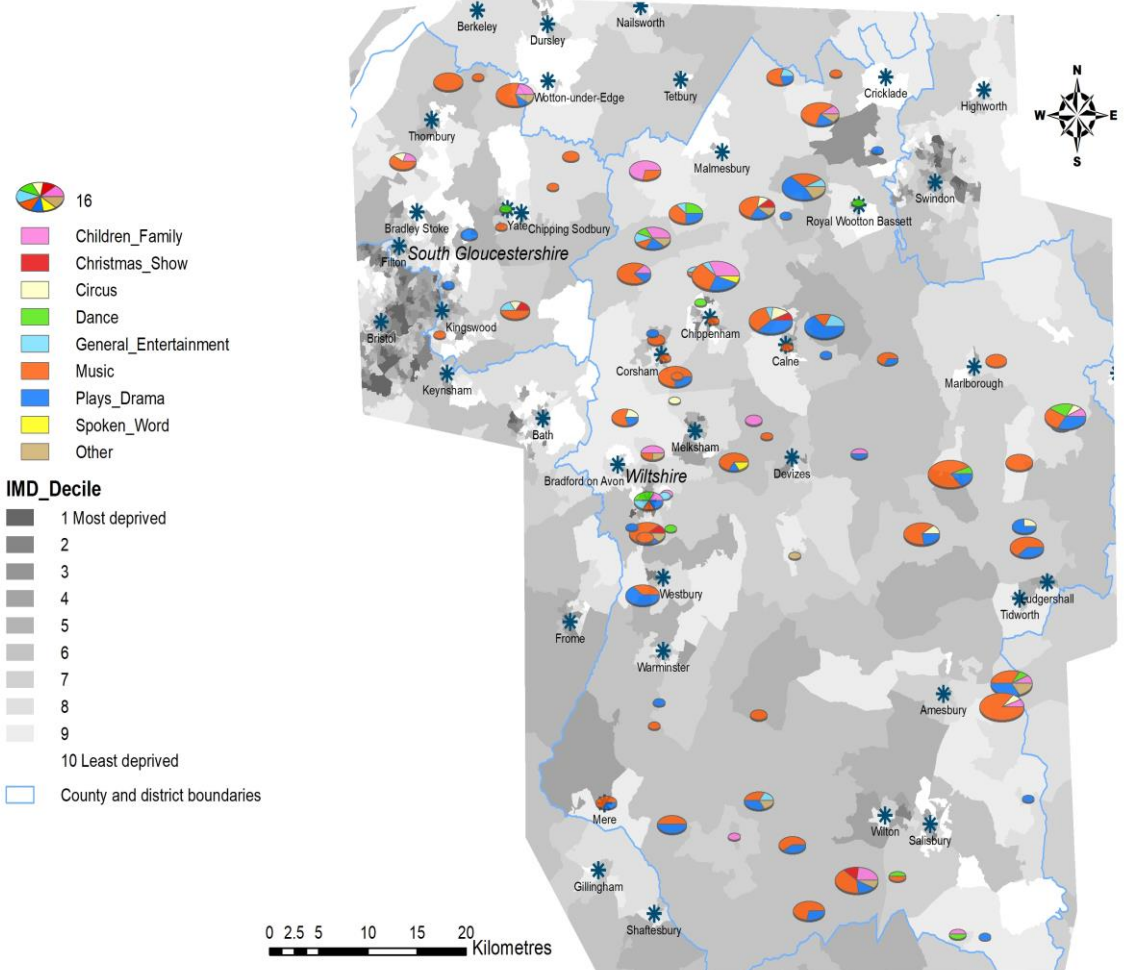 16
Children_Family
Christmas_Show
Circus
Dance
General_Entertainment
Music
Plays_Drama
Spoken_Word
Other
IMD_Decile
1 Most deprived
2
3
4
5
6
7
8
9
10 Least deprived
County and district boundaries
0 2.5 5 10 15 20
Kilometres
N
W E
S
Berkeley
Dursley
Nailsworth
Wotton-under-Edge
Tetbury
Cricklade
Highworth
Thornbury
Malmesbury
Swindon
Bradley Stoke
Yate
Chipping Sodbury
Royal Wootton Bassett
Filton
South Gloucestershire
Kingswood
Bristol
Chippenham
Calne
Corsham
Marlborough
Keynsham
Bath
Melksham
Bradford on Avon
Wiltshire
Devizes
Westbury
udgershall
Tidworth
Frome
Warminster
Amesbury
Mere
Wilton
Salisbury
Gillingham
Shaftesbury